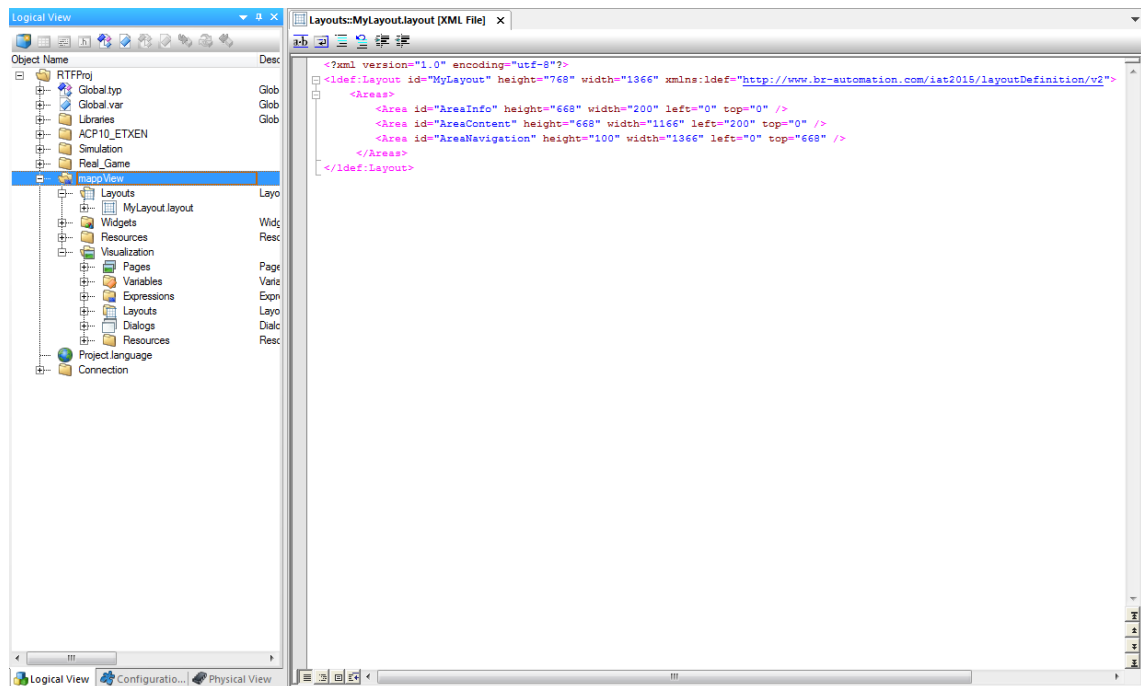 Logical View
Object Name Desc
RTFProj
Global.typ Glob
Global.var Glob
Libraries Glob
ACP10_ETXEN
Simulation
Real_Game
mappView
Layouts Layo
MyLayout.layout
Widgets Widg
Resources Reso
Visualization
Pages Page
Variables Varia
Expressions Expr
Layouts Layo
Dialogs Dialo
Resources Reso
Project.language
Connection
Logical View Configuratio... Physical View
Layouts::MyLayout.layout [XML File]
<?xml version="1.0" encoding="utf-8"?>
<ldef:Layout id="MyLayout" height="768" width="1366" xmlns:ldef="http://www.br-automation.com/iat2015/layoutDefinition/v2">
<Areas>
<Area id="AreaInfo" height="668" width="200" left="0" top="0" />
<Area id="AreaContent" height="668" width="1166" left="200" top="0" />
<Area id="AreaNavigation" height="100" width="1366" left="0" top="668" />
</Areas>
</ldef:Layout>